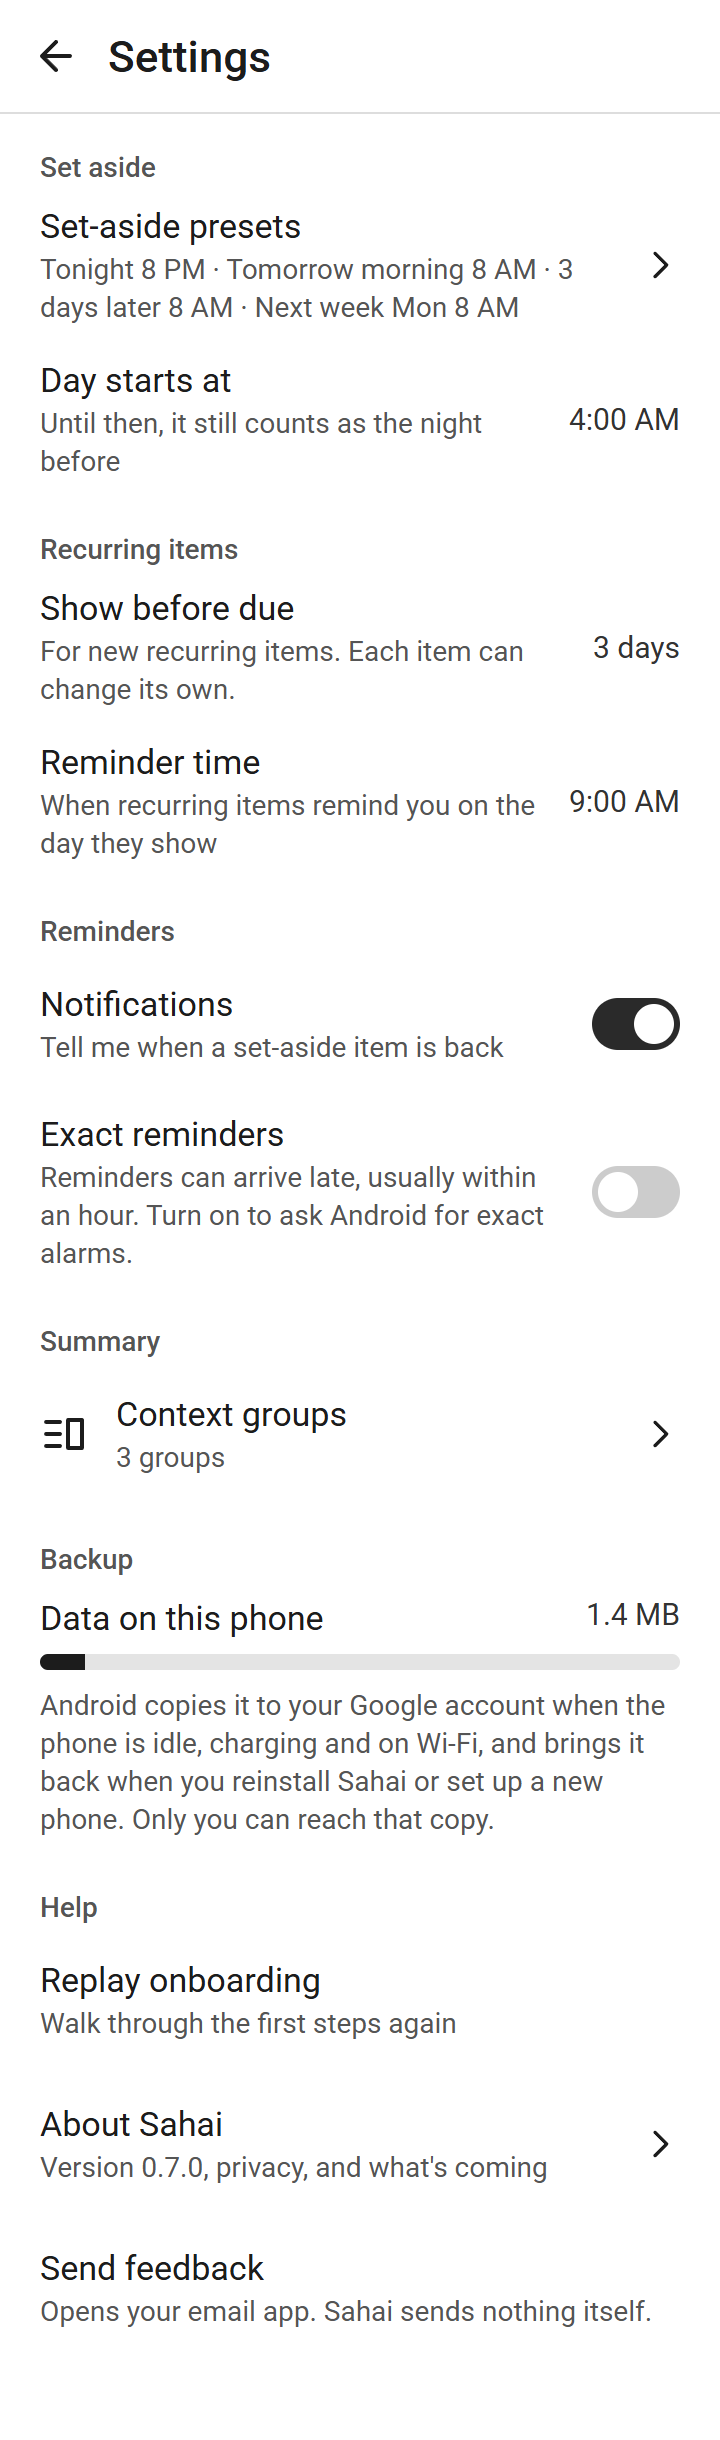 Settings
Set aside
Set-aside presets
Tonight 8 PM · Tomorrow morning 8 AM · 3
days later 8 AM · Next week Mon 8 AM
Day starts at
Until then, it still counts as the night
before
4:00 AM
Recurring items
Show before due
For new recurring items. Each item can
change its own.
3 days
Reminder time
When recurring items remind you on the
day they show
9:00 AM
Reminders
Notifications
Tell me when a set-aside item is back
Exact reminders
Reminders can arrive late, usually within
an hour. Turn on to ask Android for exact
alarms.
Summary
Context groups
3 groups
Backup
Data on this phone
1.4 MB
Android copies it to your Google account when the
phone is idle, charging and on Wi-Fi, and brings it
back when you reinstall Sahai or set up a new
phone. Only you can reach that copy.
Help
Replay onboarding
Walk through the first steps again
About Sahai
Version 0.7.0, privacy, and what's coming
Send feedback
Opens your email app. Sahai sends nothing itself.